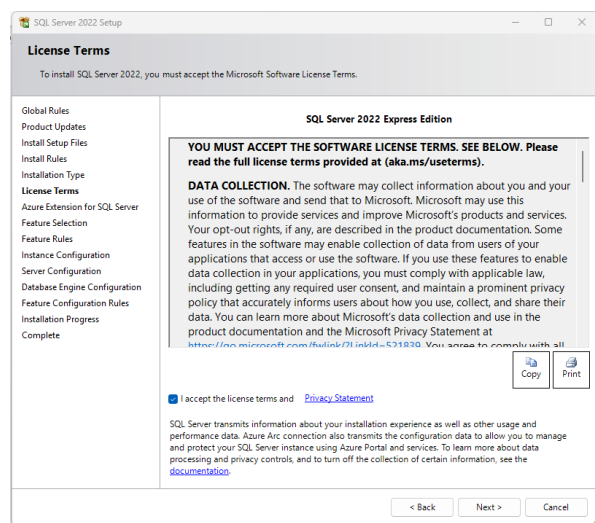 SQL Server 2022 Setup
License Terms
To install SQL Server 2022, you must accept the Microsoft Software License Terms.
Global Rules
Product Updates
Install Setup Files
Install Rules
Installation Type
License Terms
Azure Extension for SQL Server
Feature Selection
Feature Rules
Instance Configuration
Server Configuration
Database Engine Configuration
Feature Configuration Rules
Installation Progress
Complete
SQL Server 2022 Express Edition
YOU MUST ACCEPT THE SOFTWARE LICENSE TERMS. SEE BELOW. Please
read the full license terms provided at (aka.ms/useterms).
DATA COLLECTION. The software may collect information about you and your
use of the software and send that to Microsoft. Microsoft may use this
information to provide services and improve Microsoft's products and services.
Your opt-out rights, if any, are described in the product documentation. Some
features in the software may enable collection of data from users of your
applications that access or use the software. If you use these features to enable
data collection in your applications, you must comply with applicable law,
including getting any required user consent, and maintain a prominent privacy
policy that accurately informs users about how you use, collect, and share their
data. You can learn more about Microsoft's data collection and use in the
product documentation and the Microsoft Privacy Statement at
https://go.microsoft.com/fwlink/?LinkId=521839. You agree to comply with all
Copy
Print
I accept the license terms and Privacy Statement
SQL Server transmits information about your installation experience as well as other usage and
performance data. Azure Arc connection also transmits the configuration data to allow you to manage
and protect your SQL Server instance using Azure Portal and services. To learn more about data
processing and privacy controls, and to turn off the collection of certain information, see the
documentation.
< Back
Next >
Cancel